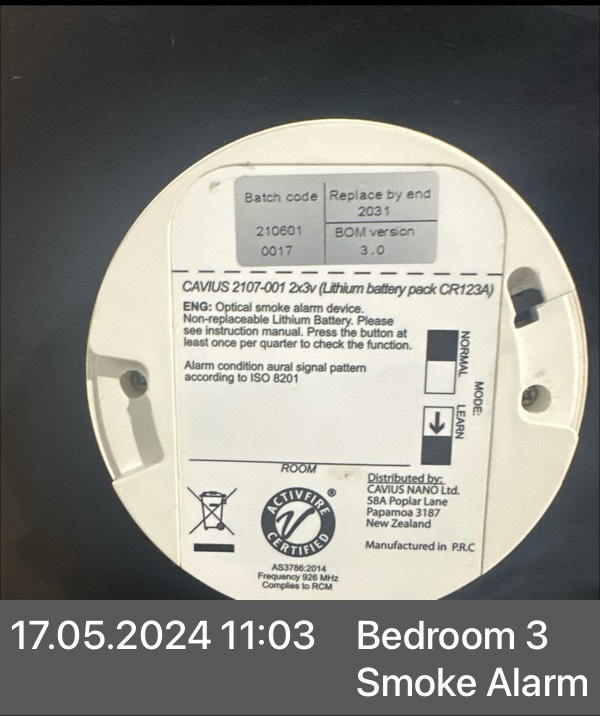 Batch code
210601
0017
Replace by end
2031
BOM version
3.0
CAVIUS 2107-001 2x3v (Lithium battery pack CR123A)
ENG: Optical smoke alarm device.
Non-replaceable Lithium Battery. Please
see instruction manual. Press the button at
least once per quarter to check the function.
Alarm condition aural signal pattern
according to ISO 8201
NORMAL
MODE:
LEARN
ROOM
ACTIVFIRE
®
CERTIFIED
AS3786:2014
Frequency 926 MHz
Complies to RCM
Distributed by:
CAVIUS NANO Ltd.
58A Poplar Lane
Papamoa 3187
New Zealand
Manufactured in P.R.C
17.05.2024 11:03
Bedroom 3
Smoke Alarm